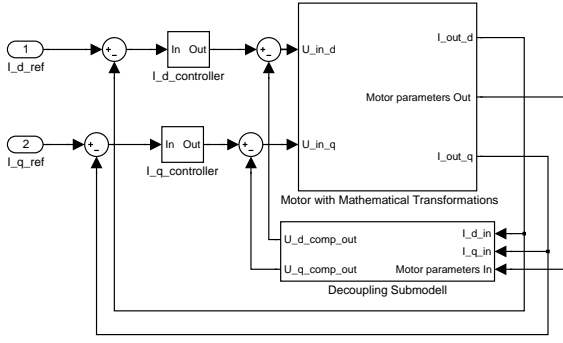 1
I_d_ref
In Out
I_d_controller
U_in_d
I_out_d
Motor parameters Out
2
I_q_ref
In Out
I_q_controller
U_in_q
I_out_q
Motor with Mathematical Transformations
U_d_comp_out
U_q_comp_out
I_d_in
I_q_in
Motor parameters In
Decoupling Submodell